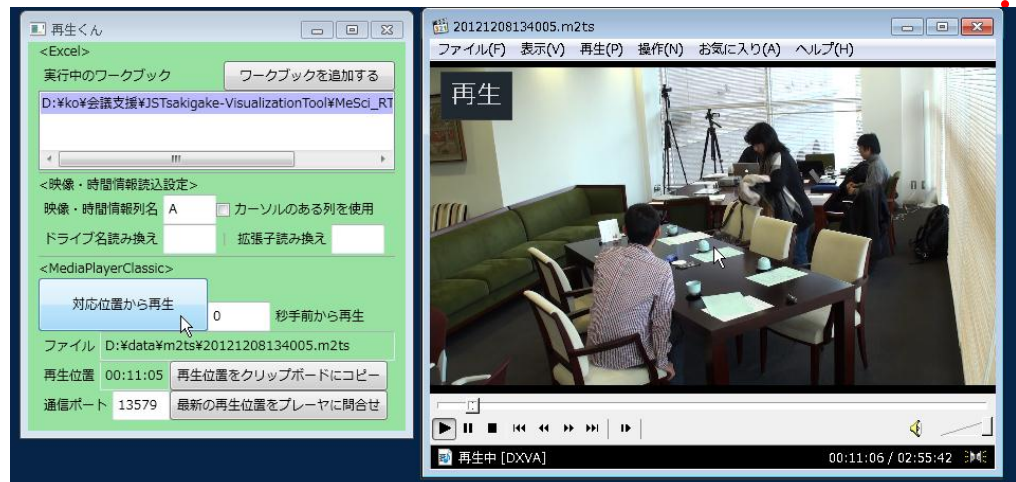 再生くん
<Excel>
実行中のワークブック
ワークブックを追加する
D:¥ko¥会議支援¥JSTsakigake-VisualizationTool¥MeSci_RT
<映像・時間情報読込設定>
映像・時間情報列名 A カーソルのある列を使用
ドライブ名読み換え 拡張子読み換え
<MediaPlayerClassic>
対応位置から再生 0 秒手前から再生
ファイル D:¥data¥m2ts¥20121208134005.m2ts
再生位置 00:11:05 再生位置をクリップボードにコピー
通信ポート 13579 最新の再生位置をプレーヤに問合せ
20121208134005.m2ts
ファイル(F) 表示(V) 再生(P) 操作(N) お気に入り(A) ヘルプ(H)
再生
再生中 [DXVA] 00:11:06 / 02:55:42